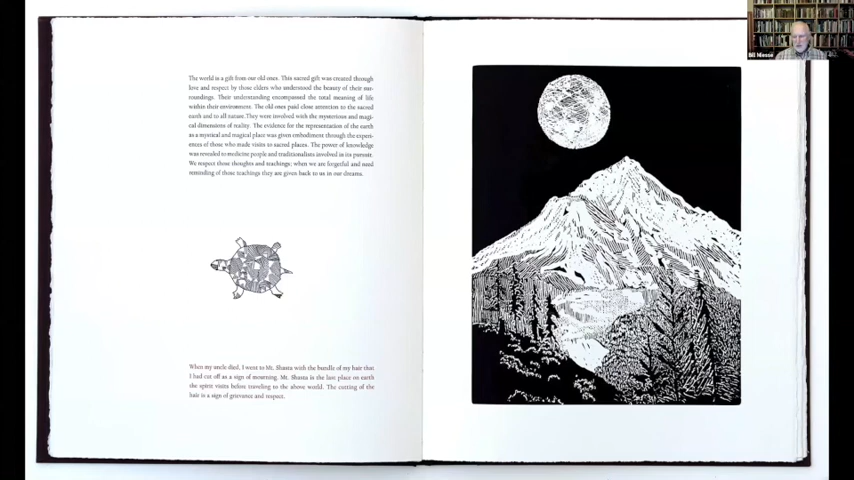 Bill Miesse
The world is a gift from our old ones. This sacred gift was created through
love and respect by those elders who understood the beauty of their sur-
roundings. Their understanding encompassed the total meaning of life
within their environment. The old ones paid close attention to the sacred
earth and to all nature. They were involved with the mysterious and magi-
cal dimensions of reality. The evidence for the representation of the earth
as a mystical and magical place was given embodiment through the experi-
ences of those who made visits to sacred places. The power of knowledge
was revealed to medicine people and traditionalists involved in its pursuit.
We respect those thoughts and teachings; when we are forgetful and need
reminding of those teachings they are given back to us in our dreams.
When my uncle died, I went to Mt. Shasta with the bundle of my hair that
I had cut off as a sign of mourning. Mt. Shasta is the last place on earth
the spirit visits before traveling to the above world. The cutting of the
hair is a sign of grievance and respect.